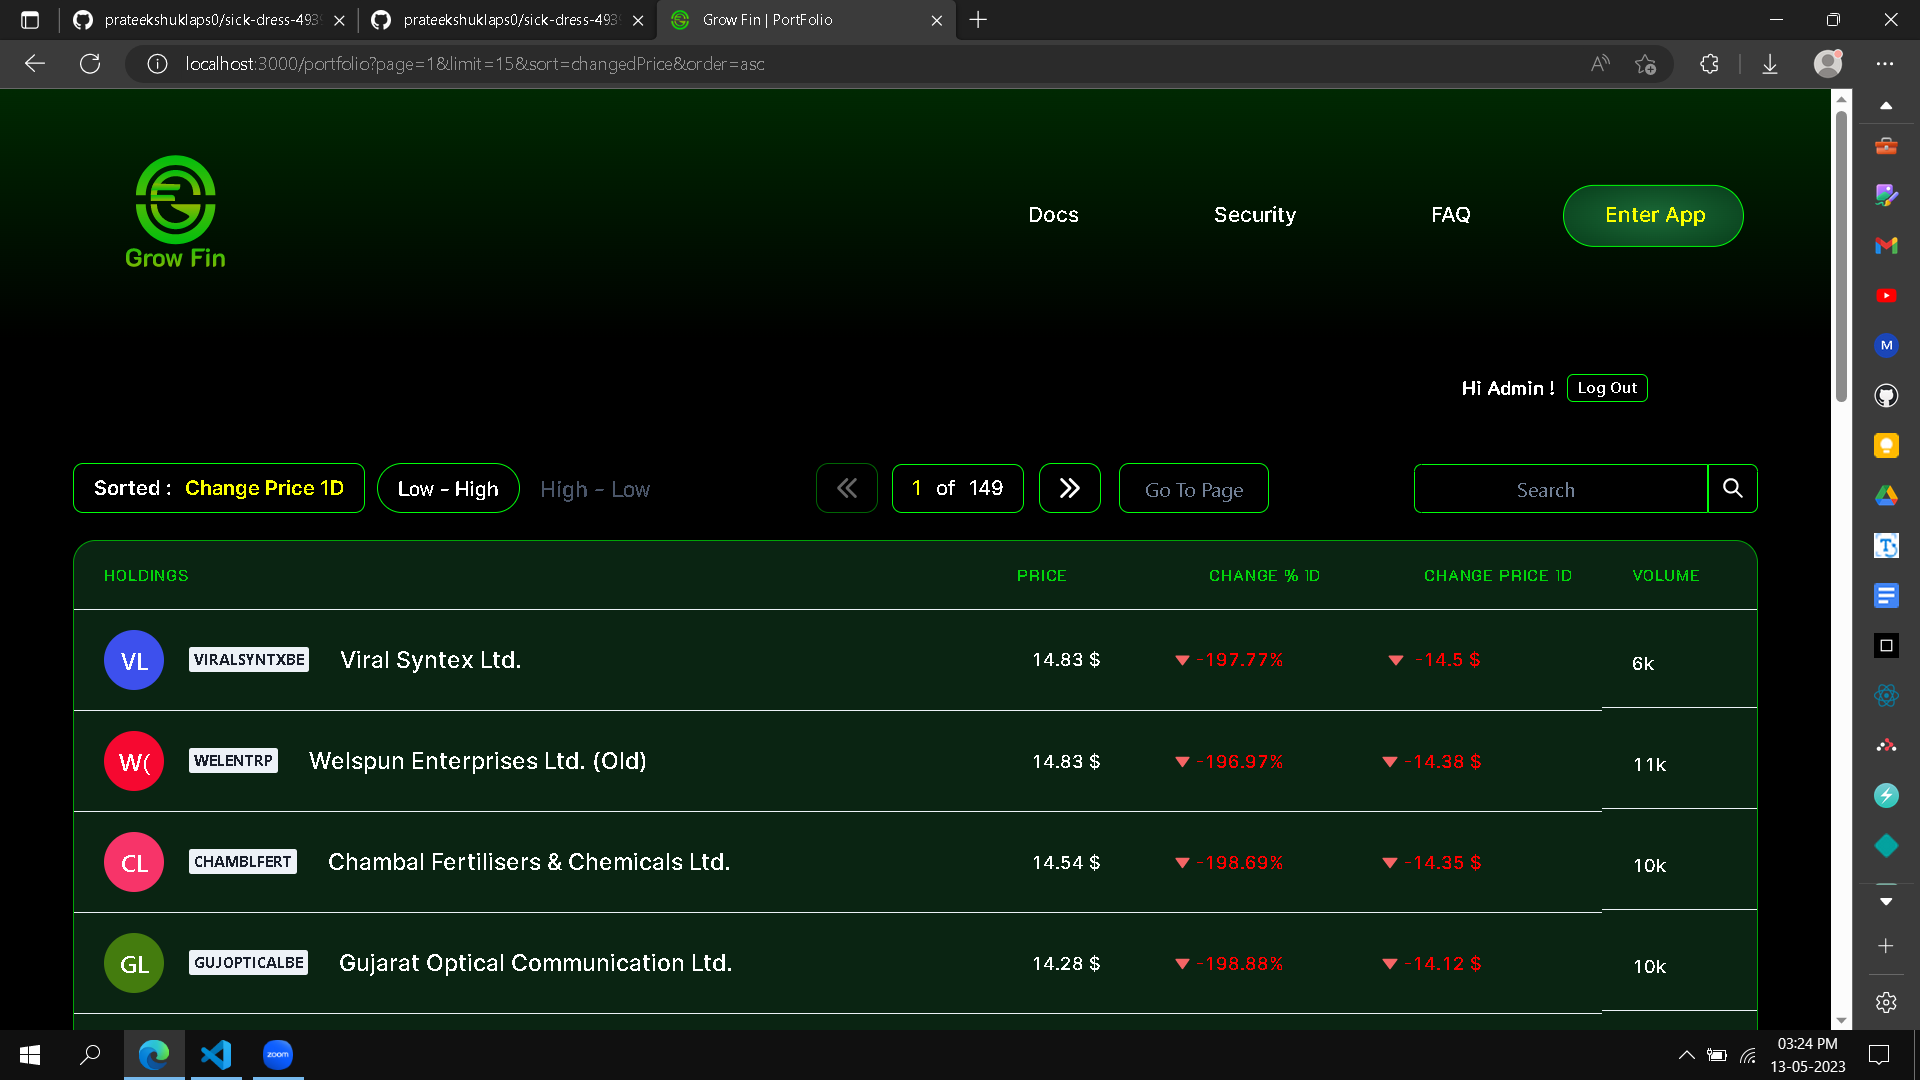 prateekshuklaps0/sick-dress-493
prateekshuklaps0/sick-dress-493
Grow Fin | PortFolio
localhost:3000/portfolio?page=1&limit=15&sort=changedPrice&order=asc
Grow Fin
Docs
Security
FAQ
Enter App
Hi Admin !
Log Out
Sorted : Change Price 1D
Low - High
High - Low
1 of 149
Go To Page
Search
HOLDINGS PRICE CHANGE % 1D CHANGE PRICE 1D VOLUME
VL VIRALSYNTXBE Viral Syntex Ltd. 14.83 $ -197.77% -14.5 $ 6k
W( WELENTRP Welspun Enterprises Ltd. (Old) 14.83 $ -196.97% -14.38 $ 11k
CL CHAMBLFERT Chambal Fertilisers & Chemicals Ltd. 14.54 $ -198.69% -14.35 $ 10k
GL GUJOPTICALBE Gujarat Optical Communication Ltd. 14.28 $ -198.88% -14.12 $ 10k
M
T
zoom
03:24 PM
13-05-2023